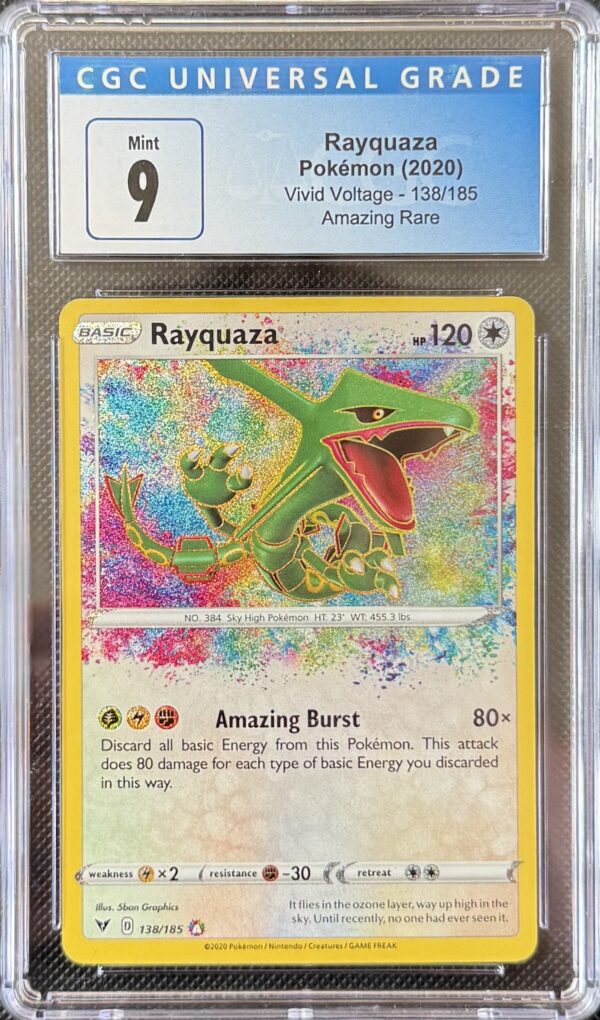 CGC UNIVERSAL GRADE
Mint
9
Rayquaza
Pokémon (2020)
Vivid Voltage - 138/185
Amazing Rare
BASIC Rayquaza HP 120
NO. 384 Sky High Pokémon HT: 23' WT: 455.3 lbs.
Amazing Burst 80×
Discard all basic Energy from this Pokémon. This attack
does 80 damage for each type of basic Energy you discarded
in this way.
weakness ×2 resistance -30 retreat
Illus. 5ban Graphics
It flies in the ozone layer, way up high in the
sky. Until recently, no one had ever seen it.
D 138/185 A
©2020 Pokémon / Nintendo / Creatures / GAME FREAK